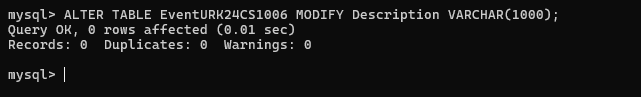 mysql> ALTER TABLE EventURK24CS1006 MODIFY Description VARCHAR(1000);
Query OK, 0 rows affected (0.01 sec)
Records: 0  Duplicates: 0  Warnings: 0
mysql>